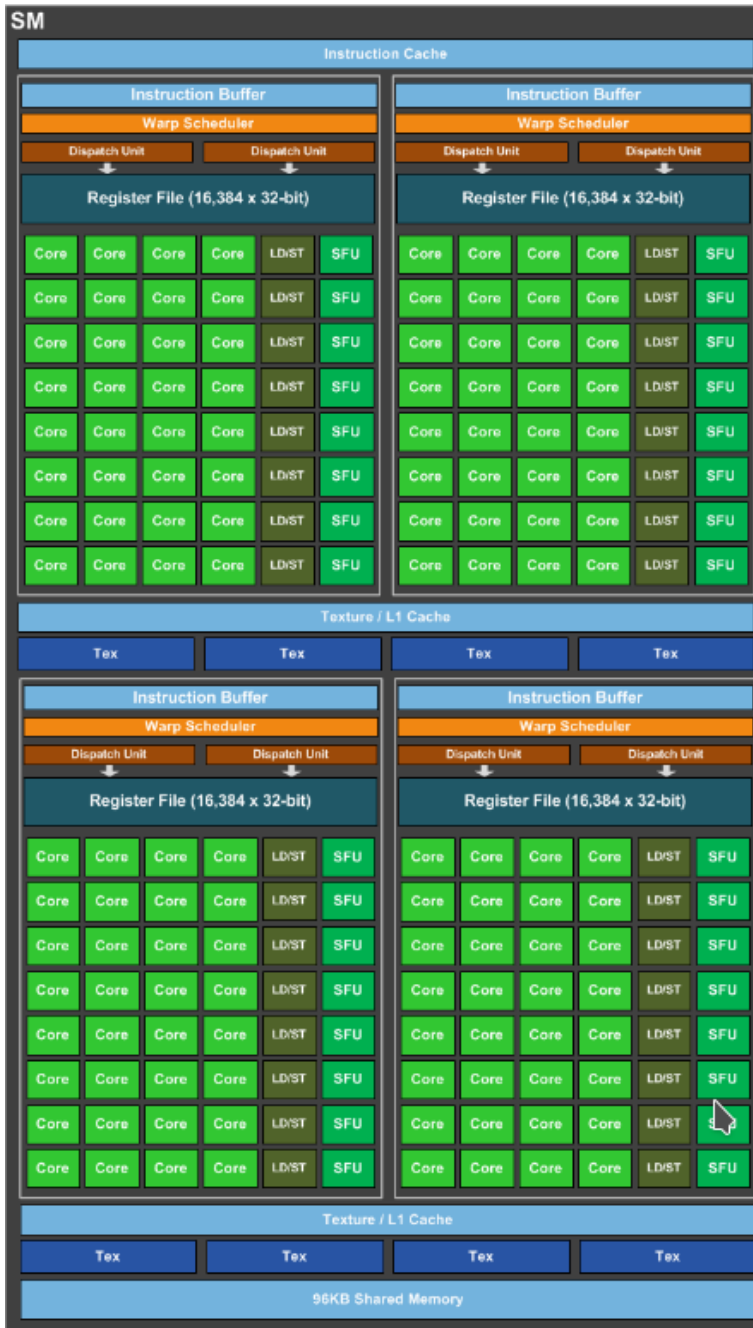 SM
Instruction Cache
Instruction Buffer Instruction Buffer
Warp Scheduler Warp Scheduler
Dispatch Unit Dispatch Unit Dispatch Unit Dispatch Unit
Register File (16,384 x 32-bit) Register File (16,384 x 32-bit)
Core Core Core Core LD/ST SFU Core Core Core Core LD/ST SFU
Core Core Core Core LD/ST SFU Core Core Core Core LD/ST SFU
Core Core Core Core LD/ST SFU Core Core Core Core LD/ST SFU
Core Core Core Core LD/ST SFU Core Core Core Core LD/ST SFU
Core Core Core Core LD/ST SFU Core Core Core Core LD/ST SFU
Core Core Core Core LD/ST SFU Core Core Core Core LD/ST SFU
Core Core Core Core LD/ST SFU Core Core Core Core LD/ST SFU
Core Core Core Core LD/ST SFU Core Core Core Core LD/ST SFU
Texture / L1 Cache
Tex Tex Tex Tex
Instruction Buffer Instruction Buffer
Warp Scheduler Warp Scheduler
Dispatch Unit Dispatch Unit Dispatch Unit Dispatch Unit
Register File (16,384 x 32-bit) Register File (16,384 x 32-bit)
Core Core Core Core LD/ST SFU Core Core Core Core LD/ST SFU
Core Core Core Core LD/ST SFU Core Core Core Core LD/ST SFU
Core Core Core Core LD/ST SFU Core Core Core Core LD/ST SFU
Core Core Core Core LD/ST SFU Core Core Core Core LD/ST SFU
Core Core Core Core LD/ST SFU Core Core Core Core LD/ST SFU
Core Core Core Core LD/ST SFU Core Core Core Core LD/ST SFU
Core Core Core Core LD/ST SFU Core Core Core Core LD/ST
Core Core Core Core LD/ST SFU Core Core Core Core LD/ST SFU
Texture / L1 Cache
Tex Tex Tex Tex
96KB Shared Memory